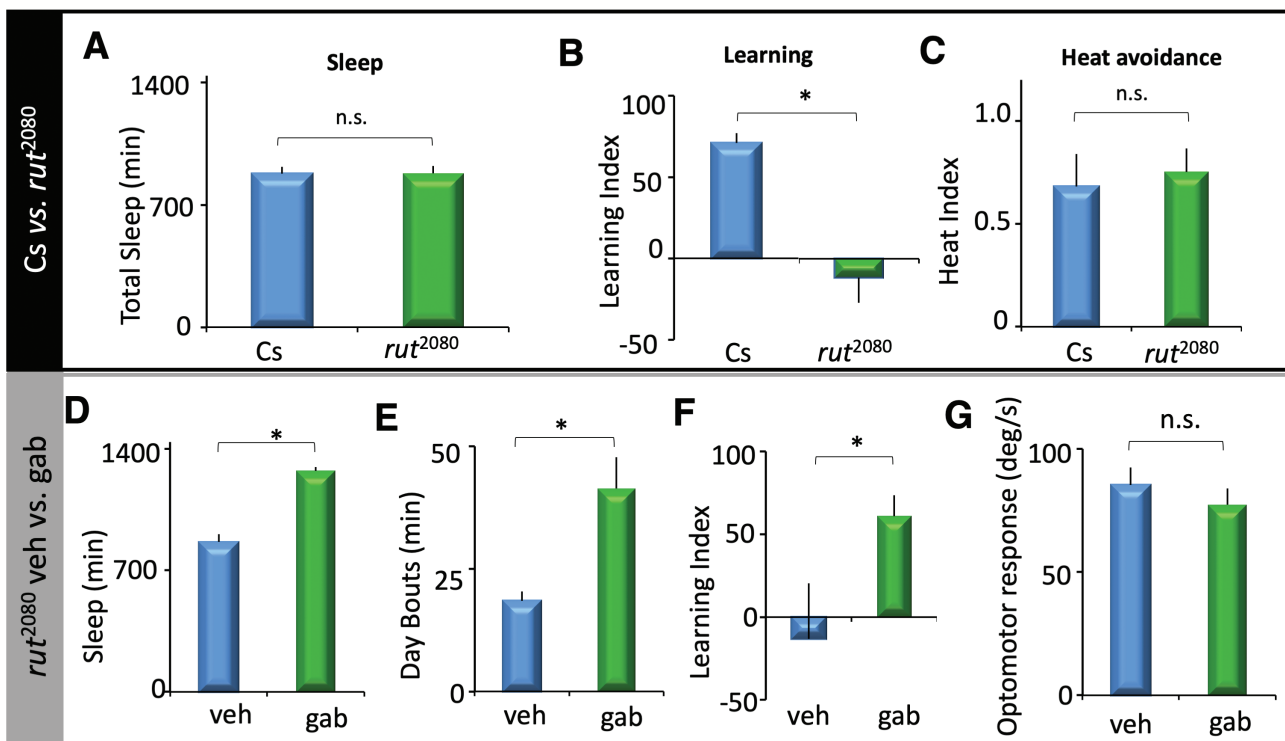 Cs vs. rut2080
A
Sleep
Total Sleep (min)
1400
700
0
n.s.
Cs
rut2080
B
Learning
Learning Index
100
50
0
-50
*
Cs
rut2080
C
Heat avoidance
Heat Index
1.0
0.5
0
n.s.
Cs
rut2080
rut2080 veh vs. gab
D
Sleep (min)
1400
700
0
*
veh
gab
E
Day Bouts (min)
50
25
0
*
veh
gab
F
Learning Index
100
50
0
-50
*
veh
gab
G
Optomotor response (deg/s)
100
50
0
n.s.
veh
gab